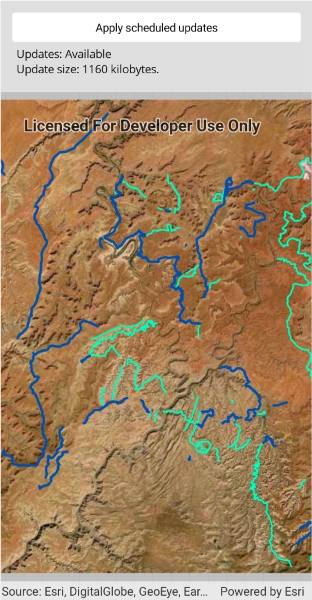 Apply scheduled updates
Updates: Available
Update size: 1160 kilobytes.
Licensed For Developer Use Only
Source: Esri, DigitalGlobe, GeoEye, Ear... Powered by Esri